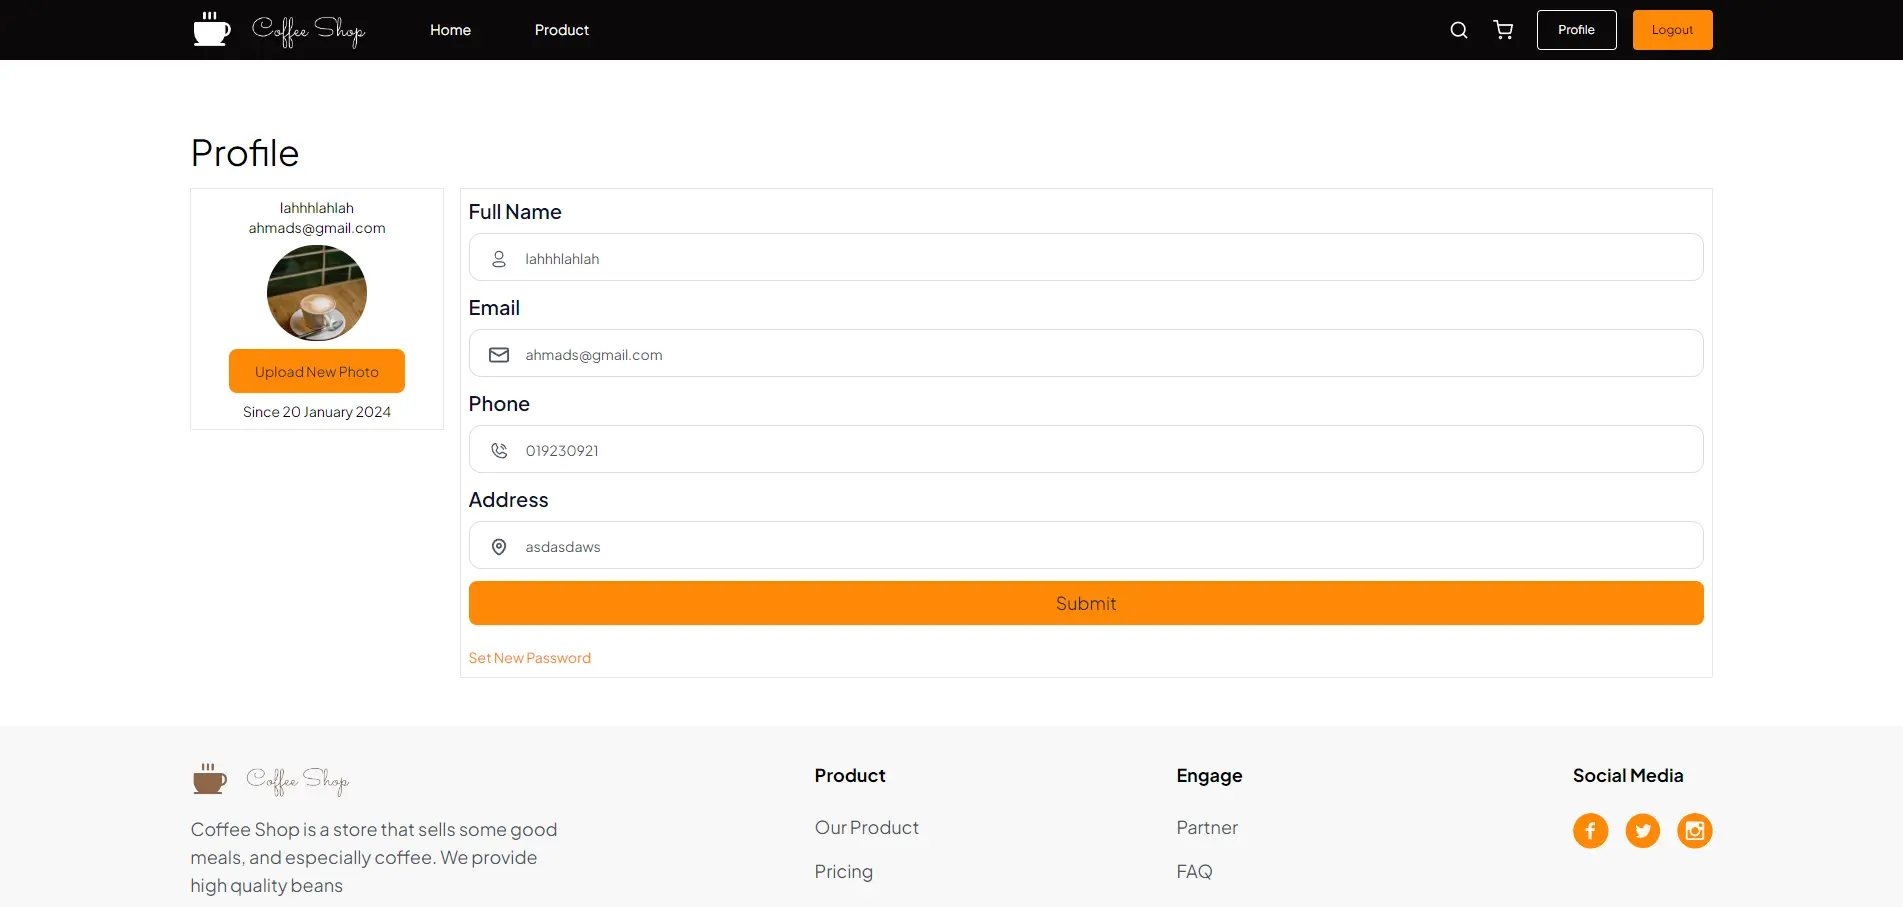 Coffee Shop
Home
Product
Profile
Logout
Profile
lahhhlahlah
ahmads@gmail.com
Upload New Photo
Since 20 January 2024
Full Name
lahhhlahlah
Email
ahmads@gmail.com
Phone
019230921
Address
asdasdaws
Submit
Set New Password
Coffee Shop
Coffee Shop is a store that sells some good
meals, and especially coffee. We provide
high quality beans
Product
Our Product
Pricing
Engage
Partner
FAQ
Social Media